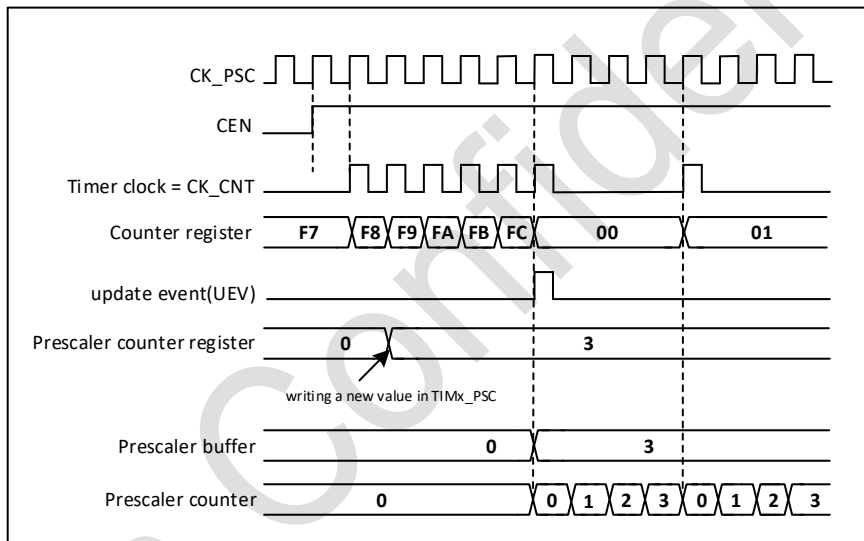 CK_PSC
CEN
Timer clock = CK_CNT
Counter register F7 F8 F9 FA FB FC 00 01
update event(UEV)
Prescaler counter register 0 3
writing a new value in TIMx_PSC
Prescaler buffer 0 3
Prescaler counter 0 0 1 2 3 0 1 2 3
Confiden